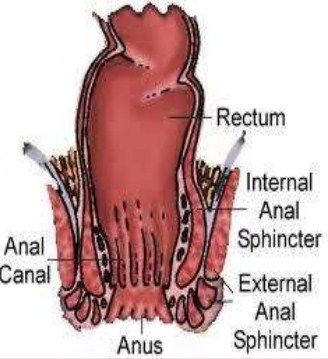 Rectum
Internal
Anal
Sphincter
Anal
Canal
External
Anal
Sphincter
Anus